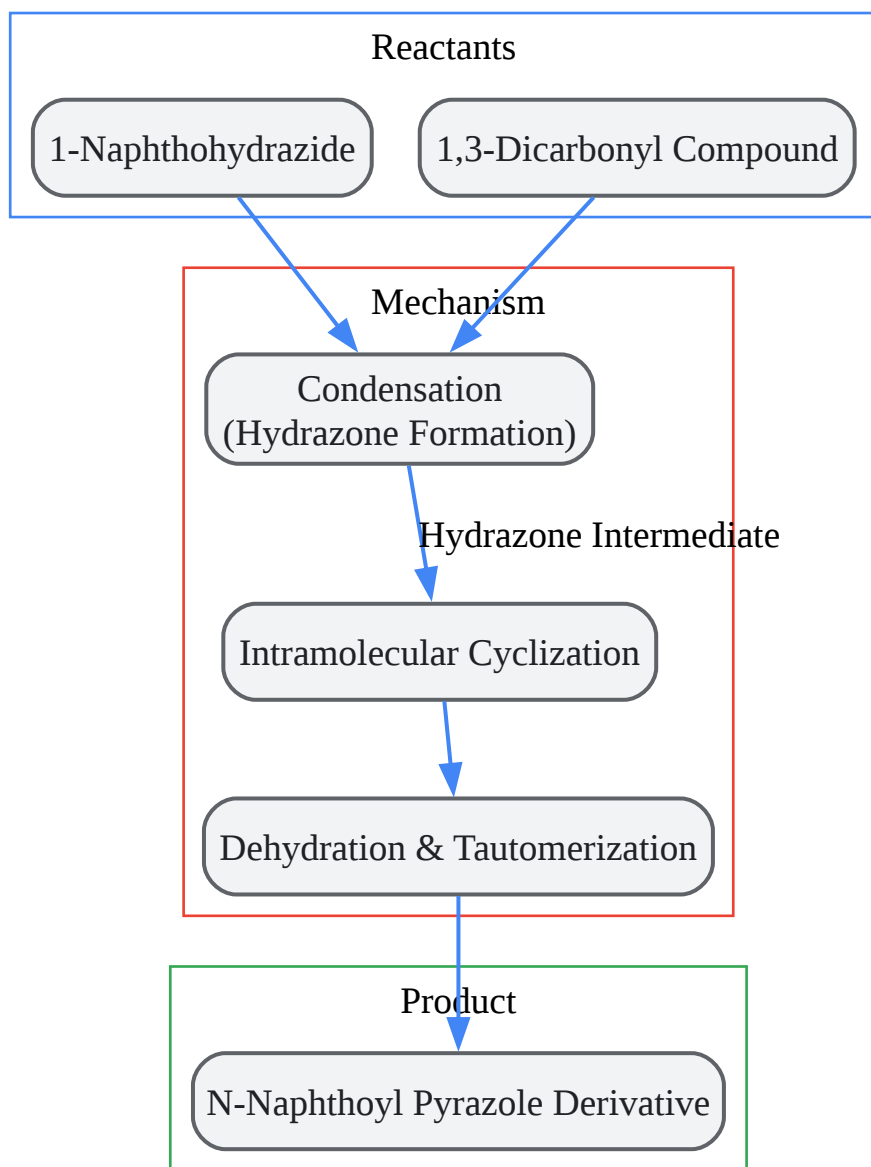 Reactants
1-Naphthohydrazide
1,3-Dicarbonyl Compound
Mechanism
Condensation
(Hydrazone Formation)
Hydrazone Intermediate
Intramolecular Cyclization
Dehydration & Tautomerization
Product
N-Naphthoyl Pyrazole Derivative